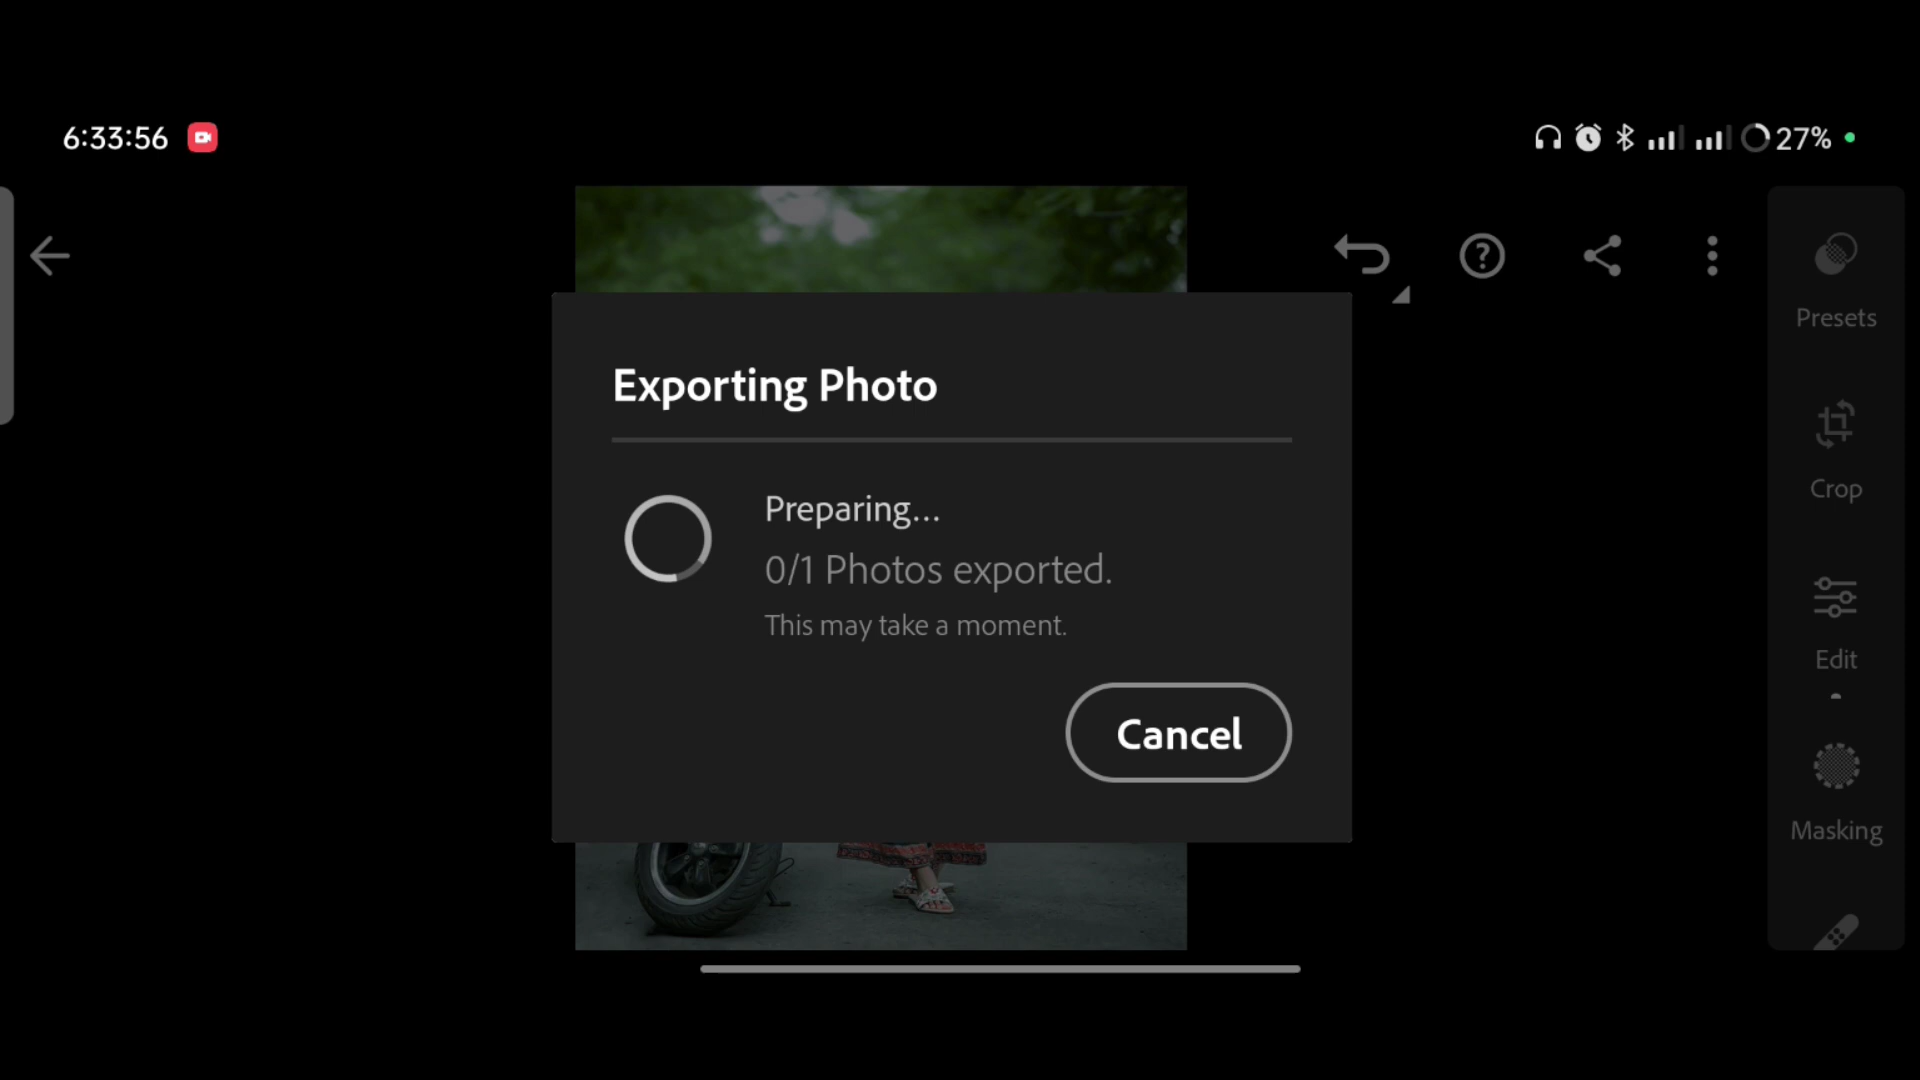 6:33:56
27%
Presets
Exporting Photo
Crop
Preparing...
0/1 Photos exported.
This may take a moment.
Edit
Cancel
Masking